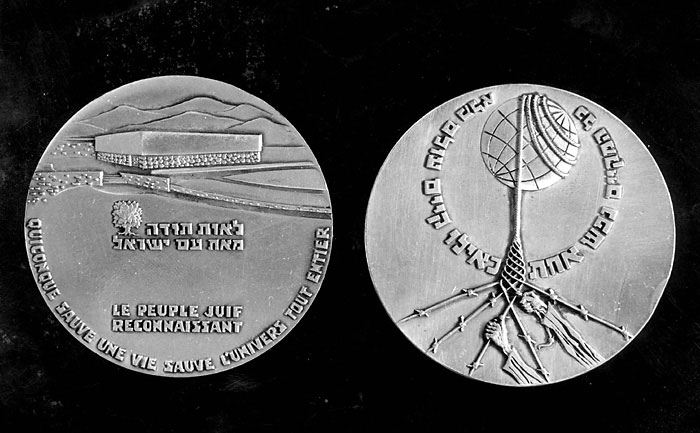 לאות תודה
מאת עם ישראל
LE PEUPLE JUIF
RECONNAISSANT
QUICONQUE SAUVE UNE VIE SAUVE L'UNIVERS TOUT ENTIER
כל המקיים נפש אחת כאילו קיים עולם מלא